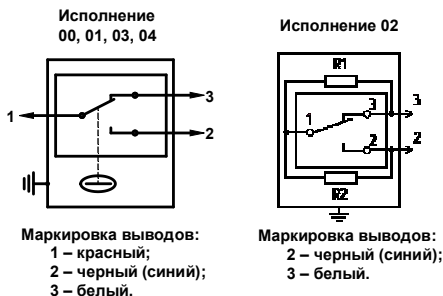 Исполнение
00, 01, 03, 04
1
3
2
Маркировка выводов:
1 – красный;
2 – черный (синий);
3 – белый.
Исполнение 02
R1
1
3
3
2
2
R2
Маркировка выводов:
2 – черный (синий);
3 – белый.